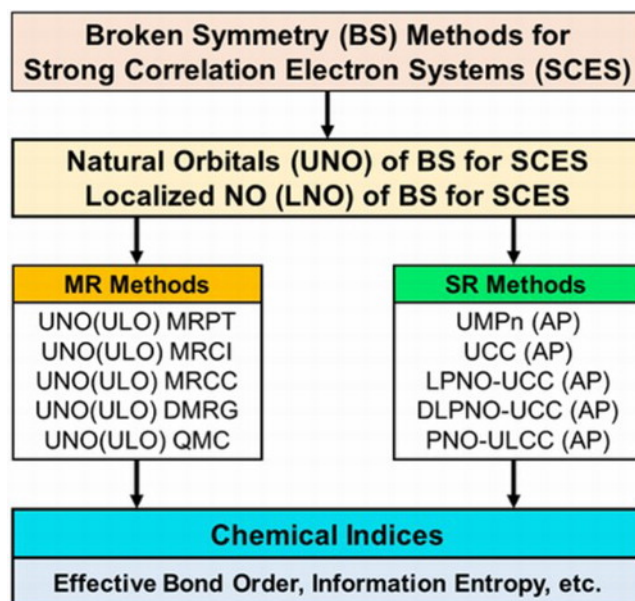 Broken Symmetry (BS) Methods for
Strong Correlation Electron Systems (SCES)
Natural Orbitals (UNO) of BS for SCES
Localized NO (LNO) of BS for SCES
MR Methods
UNO(ULO) MRPT
UNO(ULO) MRCI
UNO(ULO) MRCC
UNO(ULO) DMRG
UNO(ULO) QMC
SR Methods
UMPn (AP)
UCC (AP)
LPNO-UCC (AP)
DLPNO-UCC (AP)
PNO-ULCC (AP)
Chemical Indices
Effective Bond Order, Information Entropy, etc.